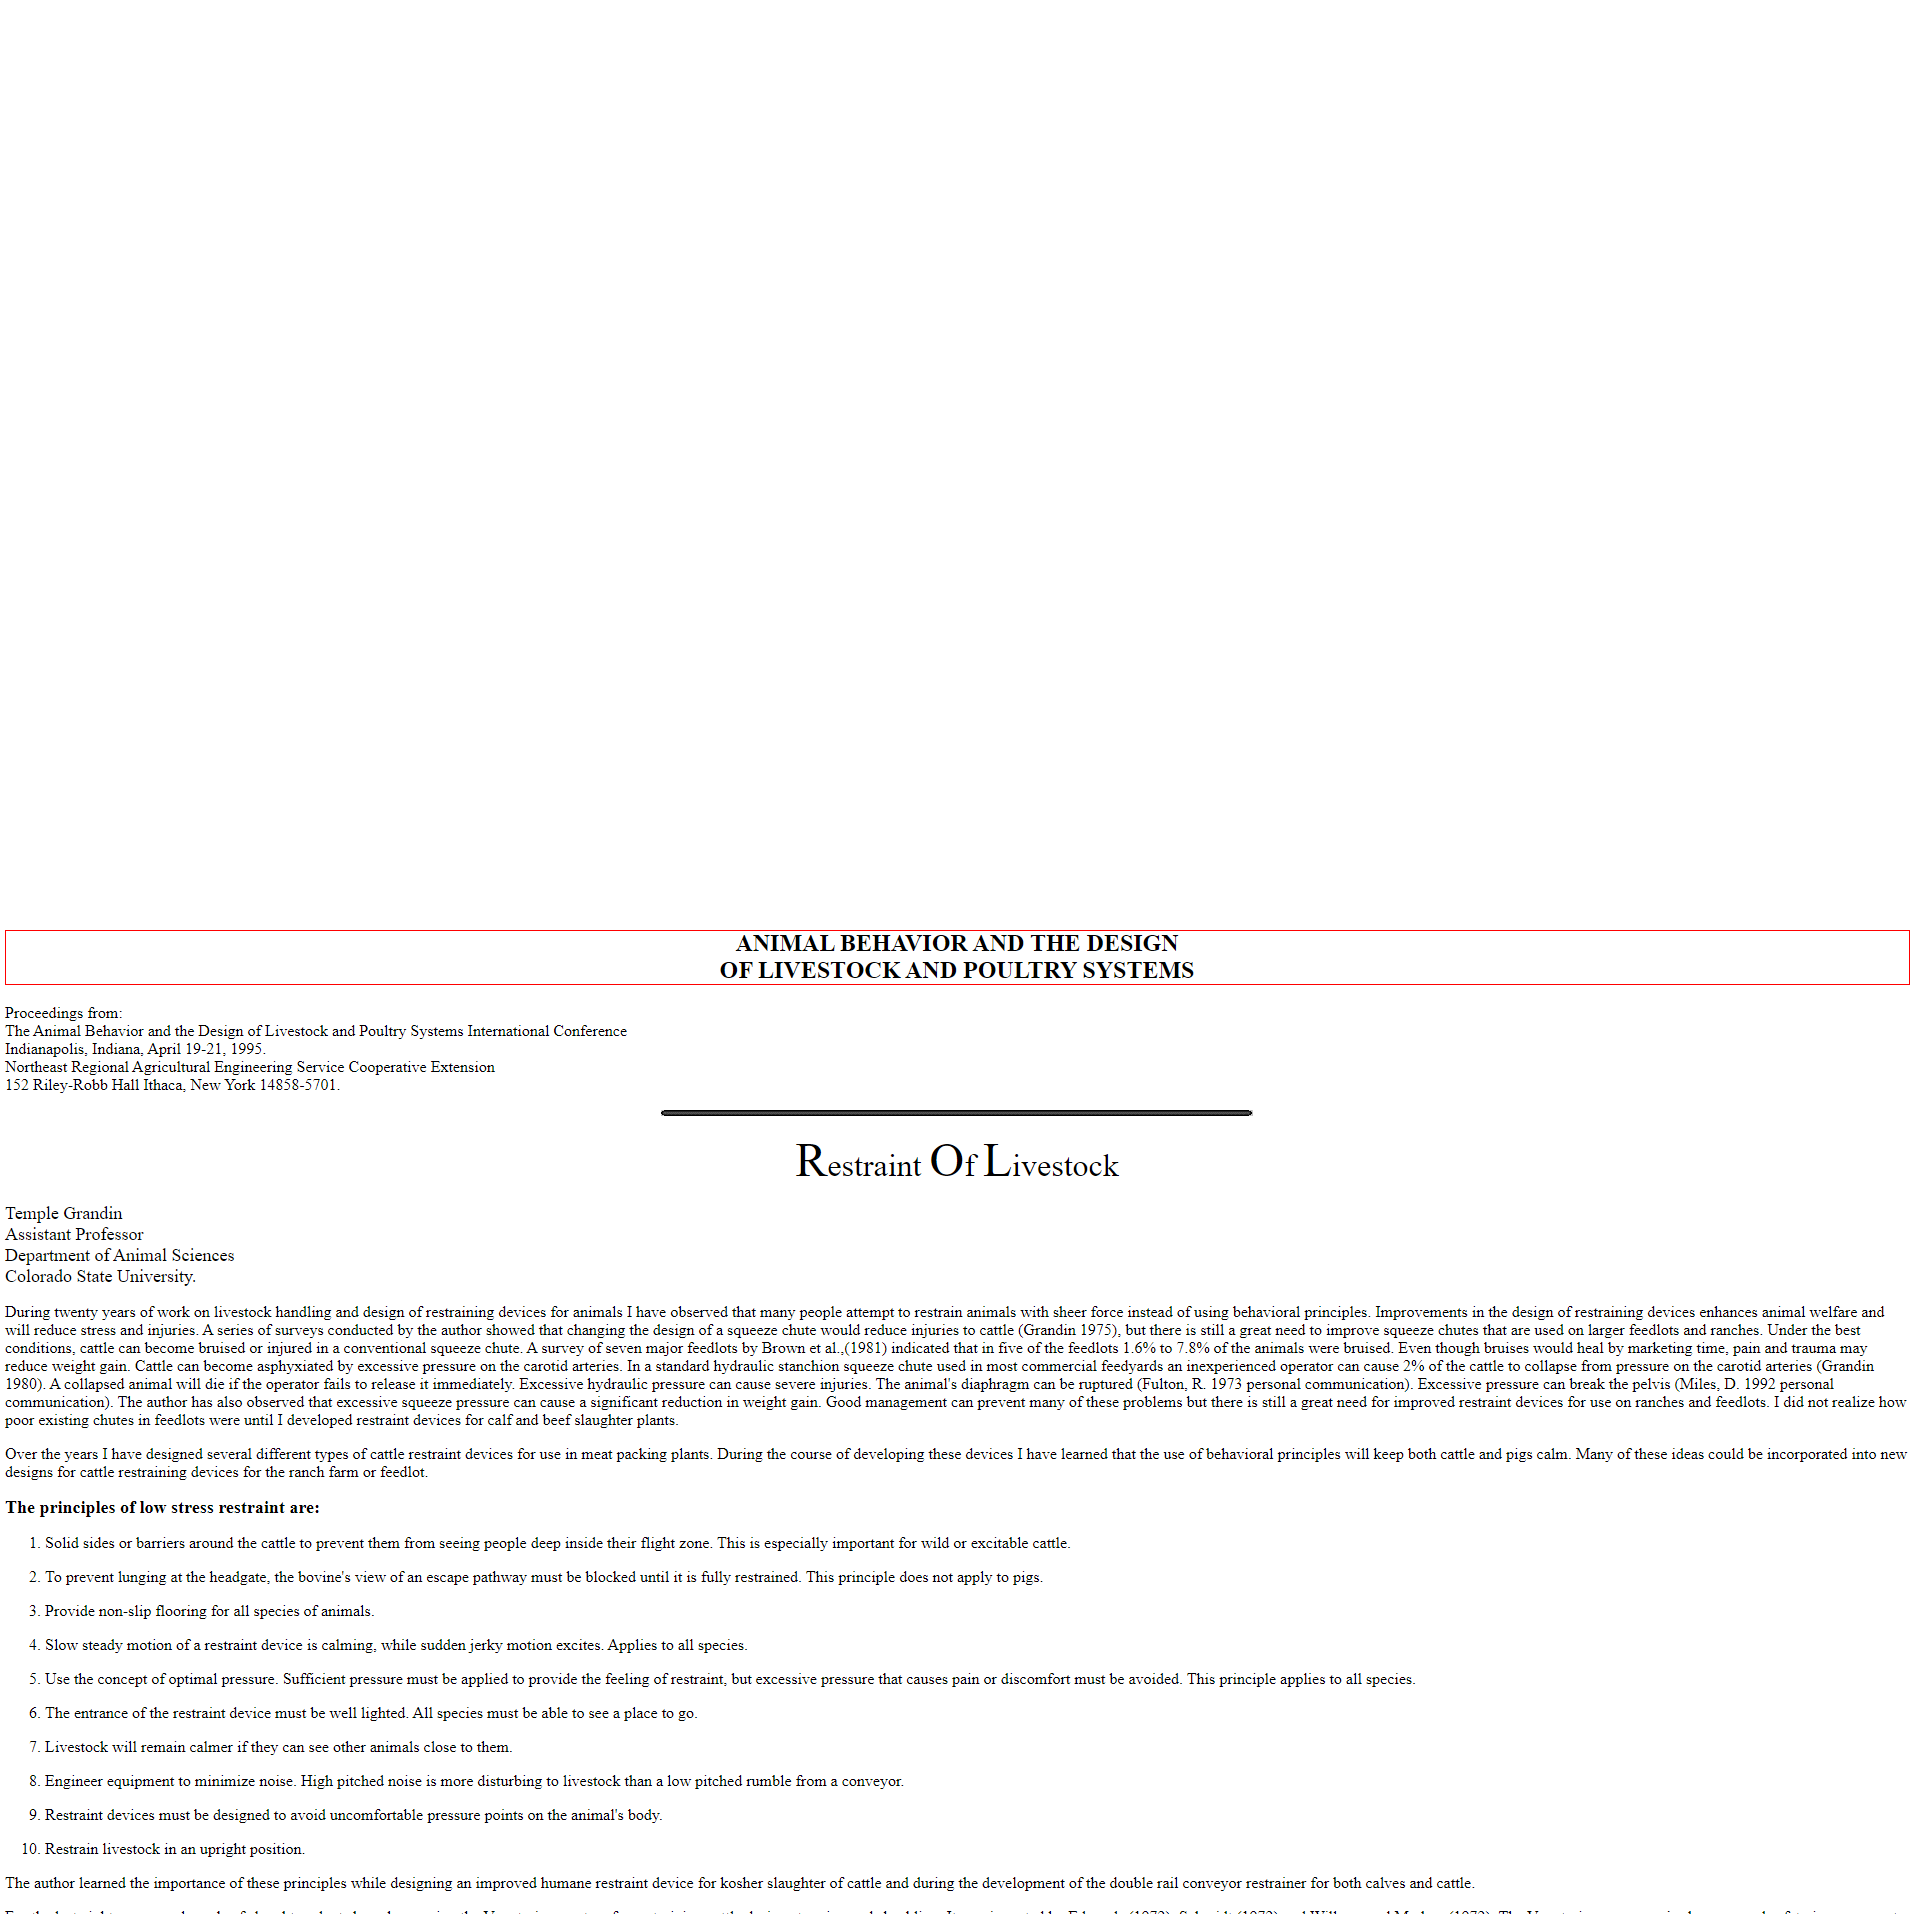 ANIMAL BEHAVIOR AND THE DESIGN
OF LIVESTOCK AND POULTRY SYSTEMS
Proceedings from:
The Animal Behavior and the Design of Livestock and Poultry Systems International Conference
Indianapolis, Indiana, April 19-21, 1995.
Northeast Regional Agricultural Engineering Service Cooperative Extension
152 Riley-Robb Hall Ithaca, New York 14858-5701.
Restraint Of Livestock
Temple Grandin
Assistant Professor
Department of Animal Sciences
Colorado State University.
During twenty years of work on livestock handling and design of restraining devices for animals I have observed that many people attempt to restrain animals with sheer force instead of using behavioral principles. Improvements in the design of restraining devices enhances animal welfare and
will reduce stress and injuries. A series of surveys conducted by the author showed that changing the design of a squeeze chute would reduce injuries to cattle (Grandin 1975), but there is still a great need to improve squeeze chutes that are used on larger feedlots and ranches. Under the best
conditions, cattle can become bruised or injured in a conventional squeeze chute. A survey of seven major feedlots by Brown et al.,(1981) indicated that in five of the feedlots 1.6% to 7.8% of the animals were bruised. Even though bruises would heal by marketing time, pain and trauma may
reduce weight gain. Cattle can become asphyxiated by excessive pressure on the carotid arteries. In a standard hydraulic stanchion squeeze chute used in most commercial feedyards an inexperienced operator can cause 2% of the cattle to collapse from pressure on the carotid arteries (Grandin
1980). A collapsed animal will die if the operator fails to release it immediately. Excessive hydraulic pressure can cause severe injuries. The animal's diaphragm can be ruptured (Fulton, R. 1973 personal communication). Excessive pressure can break the pelvis (Miles, D. 1992 personal
communication). The author has also observed that excessive squeeze pressure can cause a significant reduction in weight gain. Good management can prevent many of these problems but there is still a great need for improved restraint devices for use on ranches and feedlots. I did not realize how
poor existing chutes in feedlots were until I developed restraint devices for calf and beef slaughter plants.
Over the years I have designed several different types of cattle restraint devices for use in meat packing plants. During the course of developing these devices I have learned that the use of behavioral principles will keep both cattle and pigs calm. Many of these ideas could be incorporated into new
designs for cattle restraining devices for the ranch farm or feedlot.
The principles of low stress restraint are:
1. Solid sides or barriers around the cattle to prevent them from seeing people deep inside their flight zone. This is especially important for wild or excitable cattle.
2. To prevent lunging at the headgate, the bovine's view of an escape pathway must be blocked until it is fully restrained. This principle does not apply to pigs.
3. Provide non-slip flooring for all species of animals.
4. Slow steady motion of a restraint device is calming, while sudden jerky motion excites. Applies to all species.
5. Use the concept of optimal pressure. Sufficient pressure must be applied to provide the feeling of restraint, but excessive pressure that causes pain or discomfort must be avoided. This principle applies to all species.
6. The entrance of the restraint device must be well lighted. All species must be able to see a place to go.
7. Livestock will remain calmer if they can see other animals close to them.
8. Engineer equipment to minimize noise. High pitched noise is more disturbing to livestock than a low pitched rumble from a conveyor.
9. Restraint devices must be designed to avoid uncomfortable pressure points on the animal's body.
10. Restrain livestock in an upright position.
The author learned the importance of these principles while designing an improved humane restraint device for kosher slaughter of cattle and during the development of the double rail conveyor restrainer for both calves and cattle.